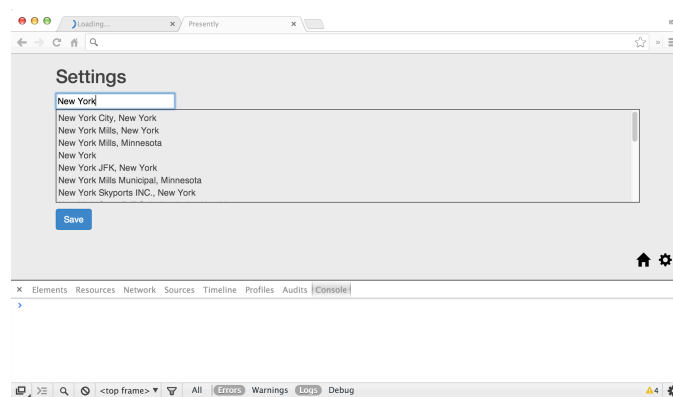 Loading...
Presently
Settings
New York
New York City, New York
New York Mills, New York
New York Mills, Minnesota
New York
New York JFK, New York
New York Mills Municipal, Minnesota
New York Skyports INC., New York
Save
× Elements Resources Network Sources Timeline Profiles Audits Console
<top frame> ▼ All Errors Warnings Logs Debug 4